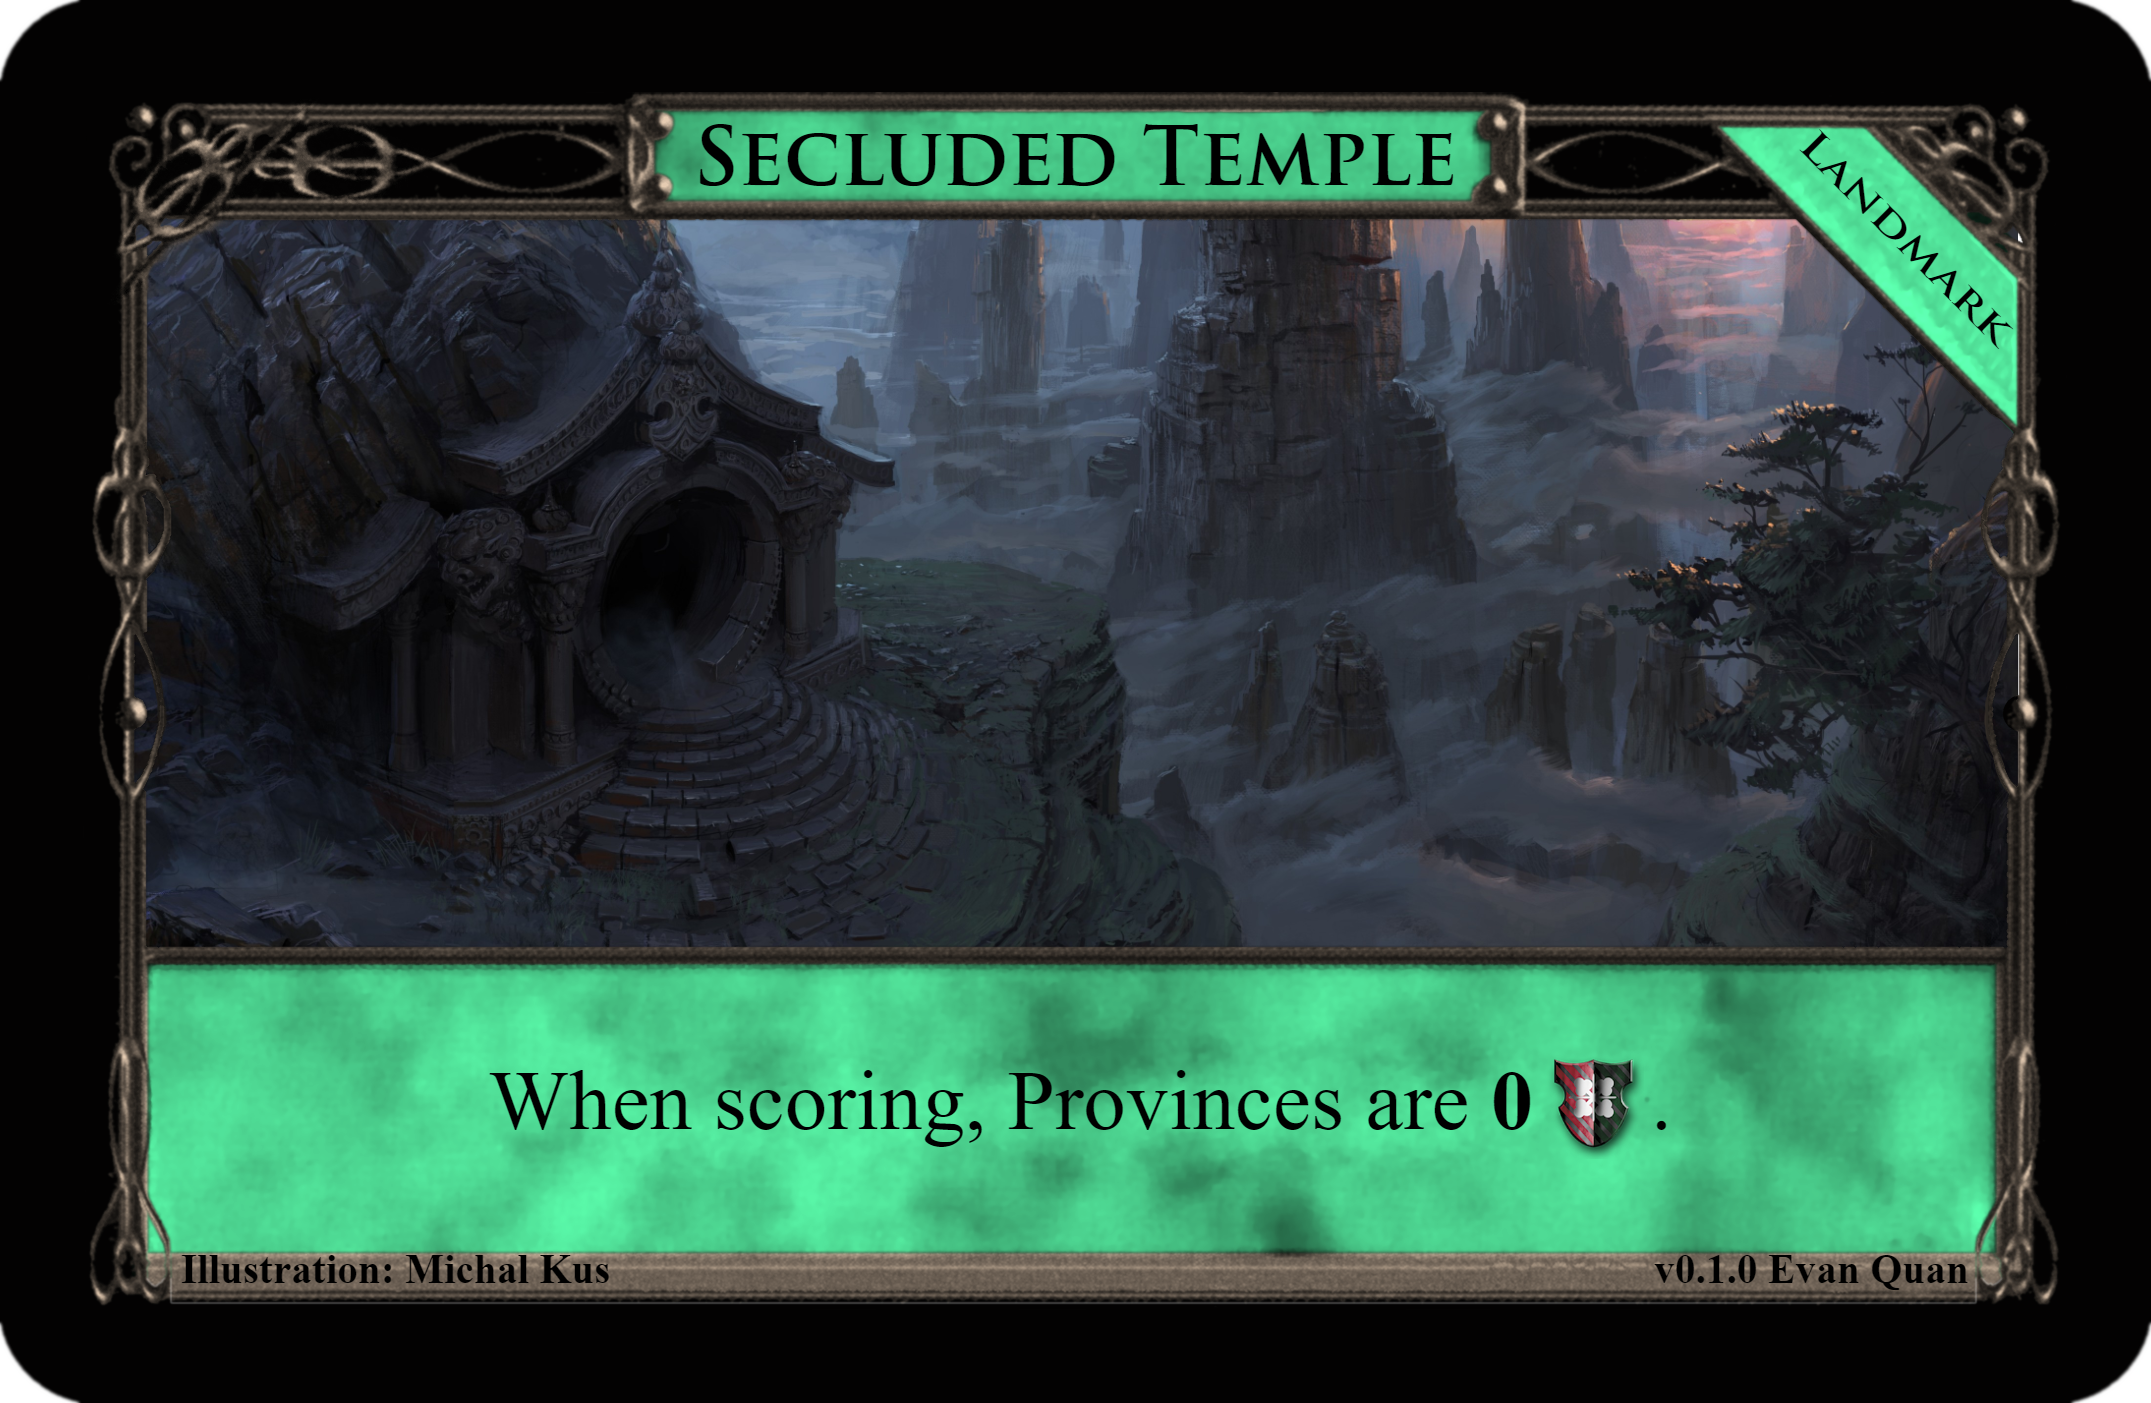 Secluded Temple
Landmark
When scoring, Provinces are 0 .
Illustration: Michal Kus
v0.1.0 Evan Quan